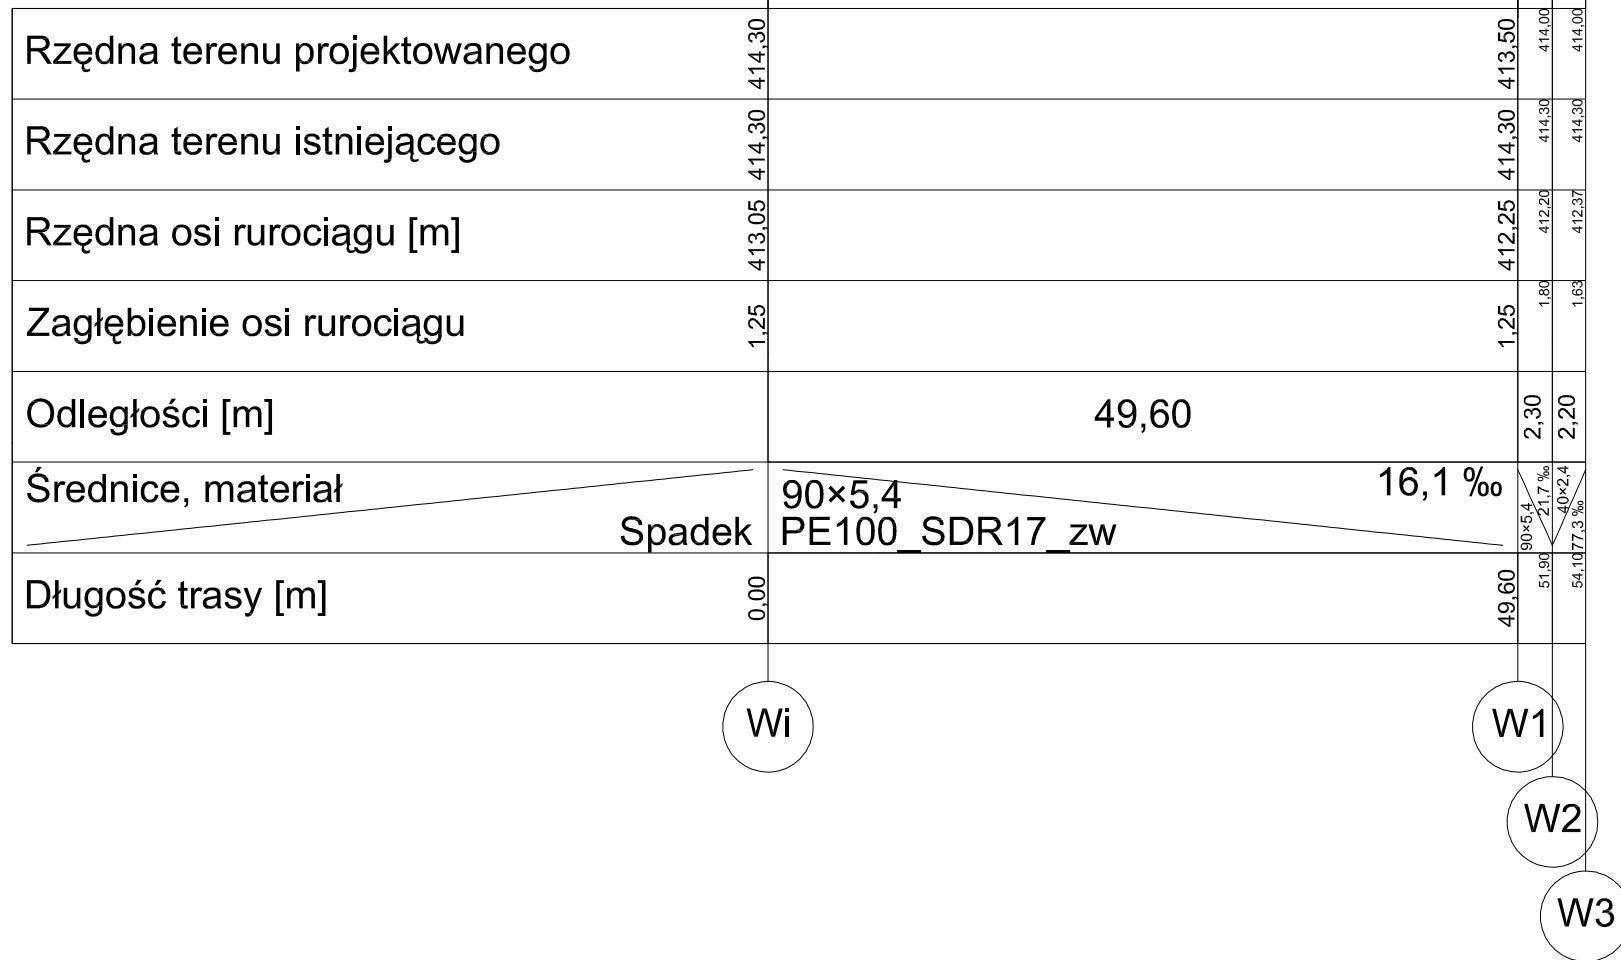 Rzędna terenu projektowanego 414,30 413,50 414,00 414,00
Rzędna terenu istniejącego 414,30 414,30 414,30 414,30
Rzędna osi rurociągu [m] 413,05 412,25 412,20 412,37
Zagłębienie osi rurociągu 1,25 1,25 1,80 1,63
Odległości [m] 49,60 2,30 2,20
Średnice, materiał 90×5,4 16,1 ‰ 90×5,4 21,7 ‰ 40×2,4 77,3 ‰
Spadek PE100_SDR17_zw
Długość trasy [m] 0,00 49,60 51,90 54,10
Wi W1
W2
W3